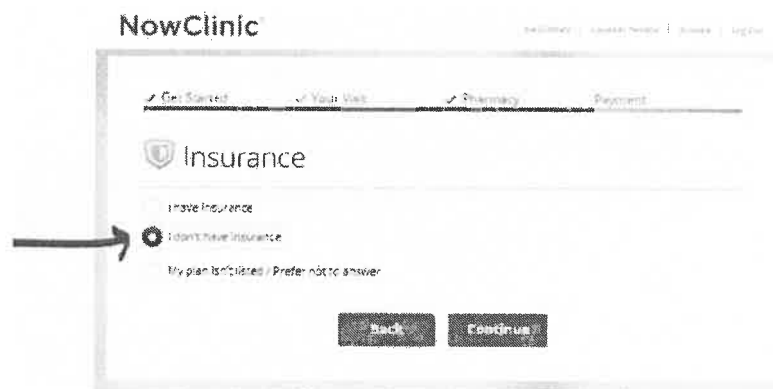 NowClinic
Get Started Your Visit Pharmacy Payment
Insurance
I have insurance
I don't have insurance
My plan isn't listed / Prefer not to answer
Back Continue